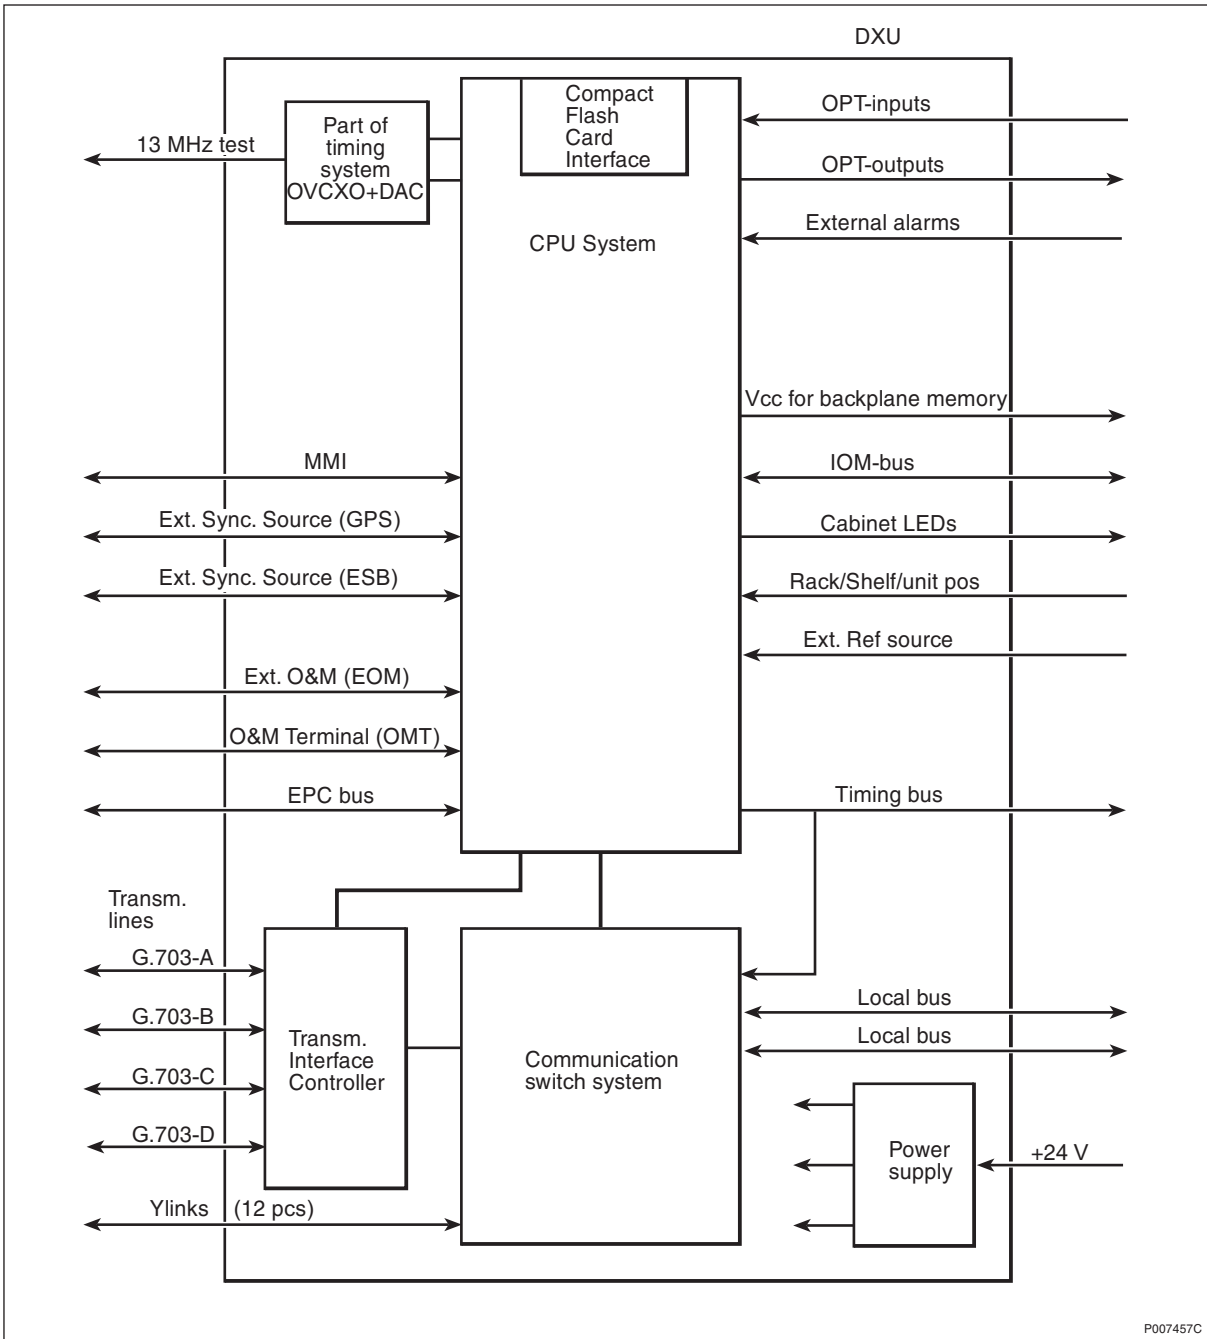 DXU
Compact
Flash
Card
Interface
Part of
timing
system
OVCXO+DAC
13 MHz test
OPT-inputs
OPT-outputs
External alarms
CPU System
Vcc for backplane memory
MMI
IOM-bus
Ext. Sync. Source (GPS)
Cabinet LEDs
Ext. Sync. Source (ESB)
Rack/Shelf/unit pos
Ext. Ref source
Ext. O&M (EOM)
O&M Terminal (OMT)
EPC bus
Timing bus
Transm.
lines
G.703-A
G.703-B
G.703-C
G.703-D
Transm.
Interface
Controller
Communication
switch system
Local bus
Local bus
Power
supply
+24 V
Ylinks (12 pcs)
P007457C